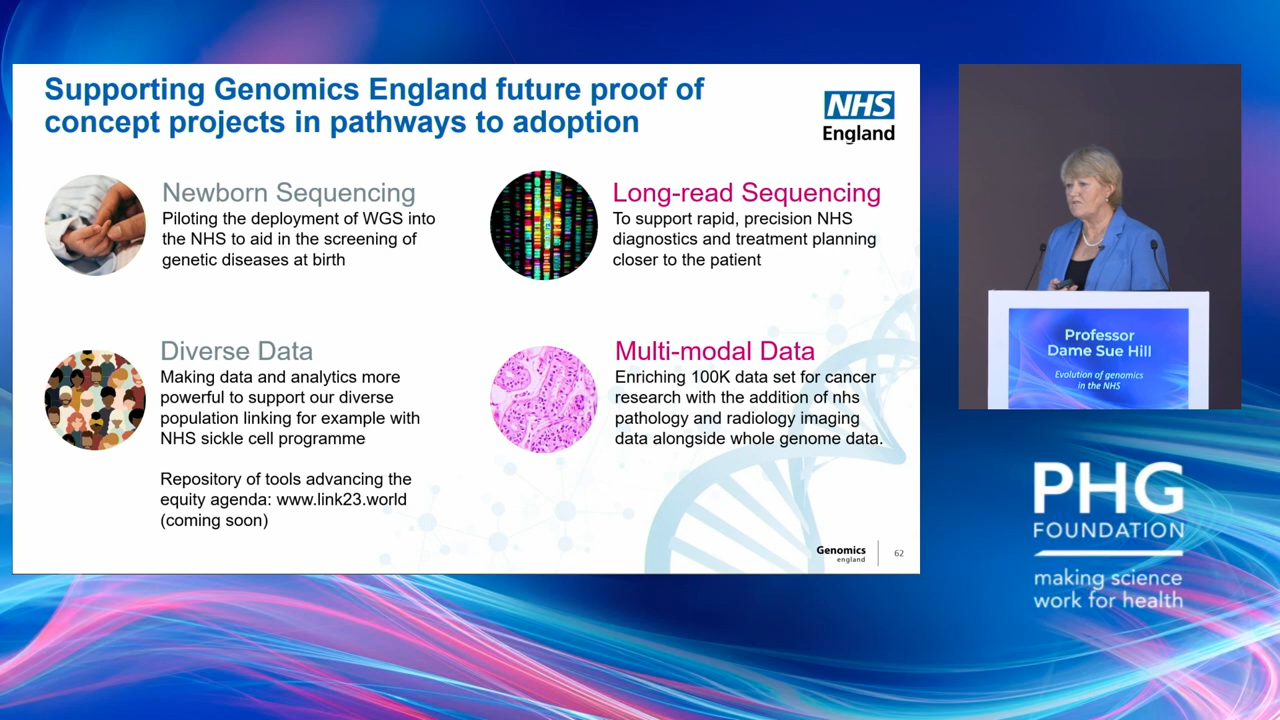 Supporting Genomics England future proof of
concept projects in pathways to adoption
NHS
England
Newborn Sequencing
Piloting the deployment of WGS into
the NHS to aid in the screening of
genetic diseases at birth
Long-read Sequencing
To support rapid, precision NHS
diagnostics and treatment planning
closer to the patient
Diverse Data
Making data and analytics more
powerful to support our diverse
population linking for example with
NHS sickle cell programme
Repository of tools advancing the
equity agenda: www.link23.world
(coming soon)
Multi-modal Data
Enriching 100K data set for cancer
research with the addition of nhs
pathology and radiology imaging
data alongside whole genome data.
Genomics
england
62
Professor
Dame Sue Hill
Evolution of genomics
in the NHS
PHG
FOUNDATION
making science
work for health